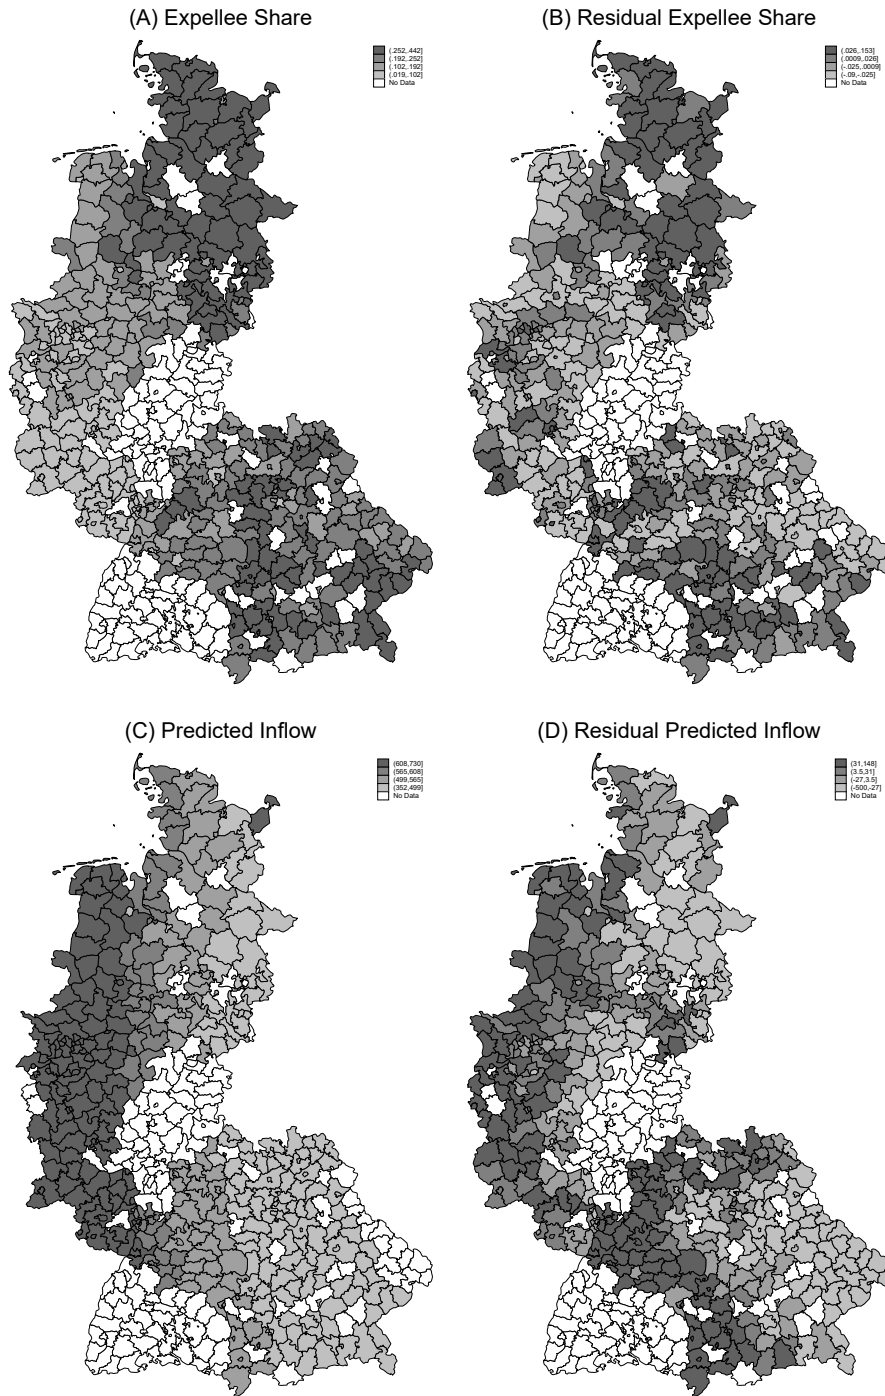 (A) Expellee Share
(.252,.442]
(.192,.252]
(.102,.192]
(.019,.102]
No Data
(B) Residual Expellee Share
(.026,.153]
(.0009,.026]
(-.025,.0009]
(-.09,-.025]
No Data
(C) Predicted Inflow
(608,730]
(565,608]
(499,565]
(352,499]
No Data
(D) Residual Predicted Inflow
(31,148]
(3.5,31]
(-27,3.5]
(-500,-27]
No Data